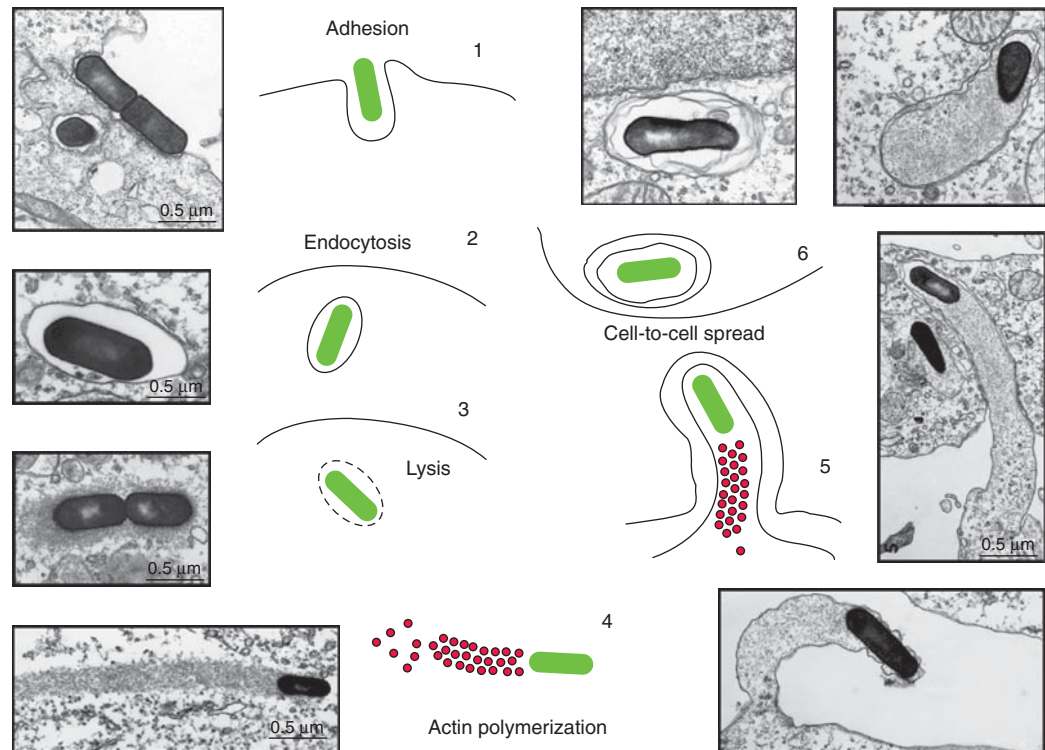 Adhesion
1
0.5 µm
Endocytosis
2
6
Cell-to-cell spread
0.5 µm
3
Lysis
5
0.5 µm
0.5 µm
5
4
0.5 µm
Actin polymerization